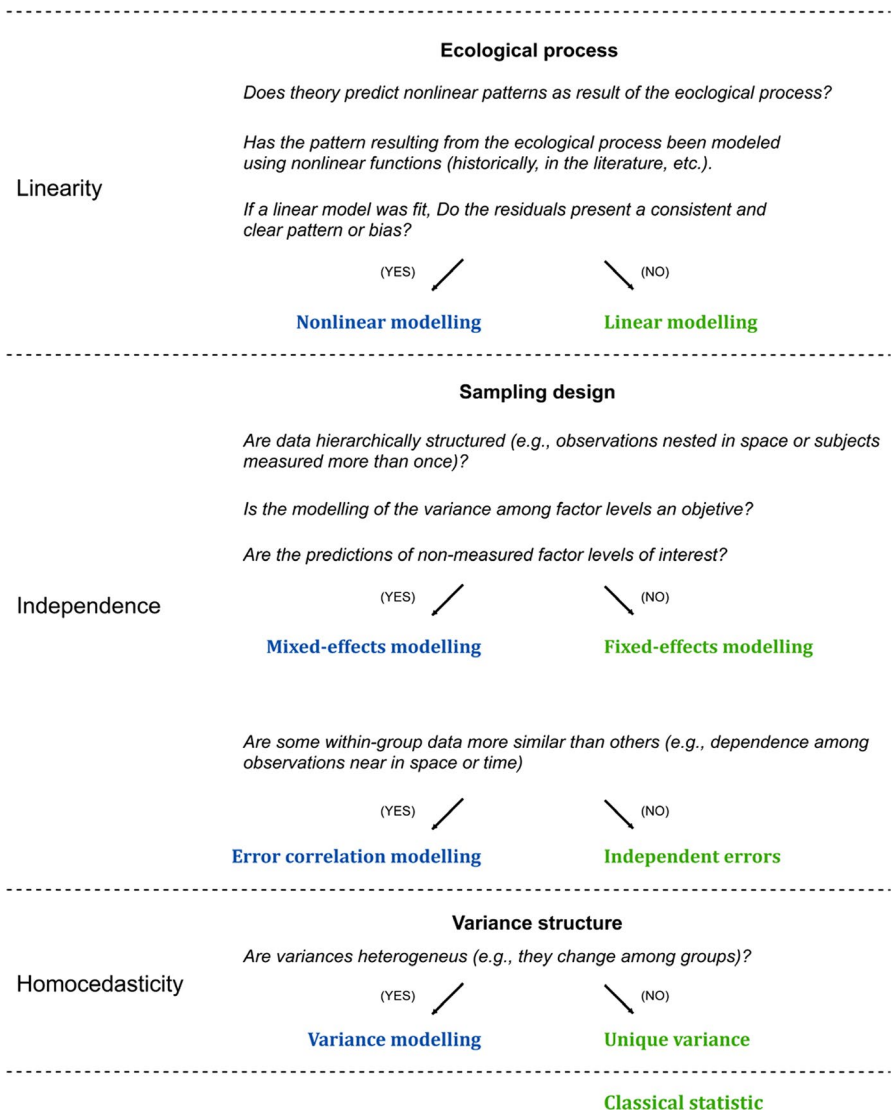 Ecological process
Does theory predict nonlinear patterns as result of the eoclogical process?
Has the pattern resulting from the ecological process been modeled
using nonlinear functions (historically, in the literature, etc.).
Linearity
If a linear model was fit, Do the residuals present a consistent and
clear pattern or bias?
(YES) (NO)
Nonlinear modelling Linear modelling
Sampling design
Are data hierarchically structured (e.g., observations nested in space or subjects
measured more than once)?
Is the modelling of the variance among factor levels an objetive?
Are the predictions of non-measured factor levels of interest?
Independence
(YES) (NO)
Mixed-effects modelling Fixed-effects modelling
Are some within-group data more similar than others (e.g., dependence among
observations near in space or time)
(YES) (NO)
Error correlation modelling Independent errors
Variance structure
Are variances heterogeneus (e.g., they change among groups)?
Homocedasticity
(YES) (NO)
Variance modelling Unique variance
Classical statistic